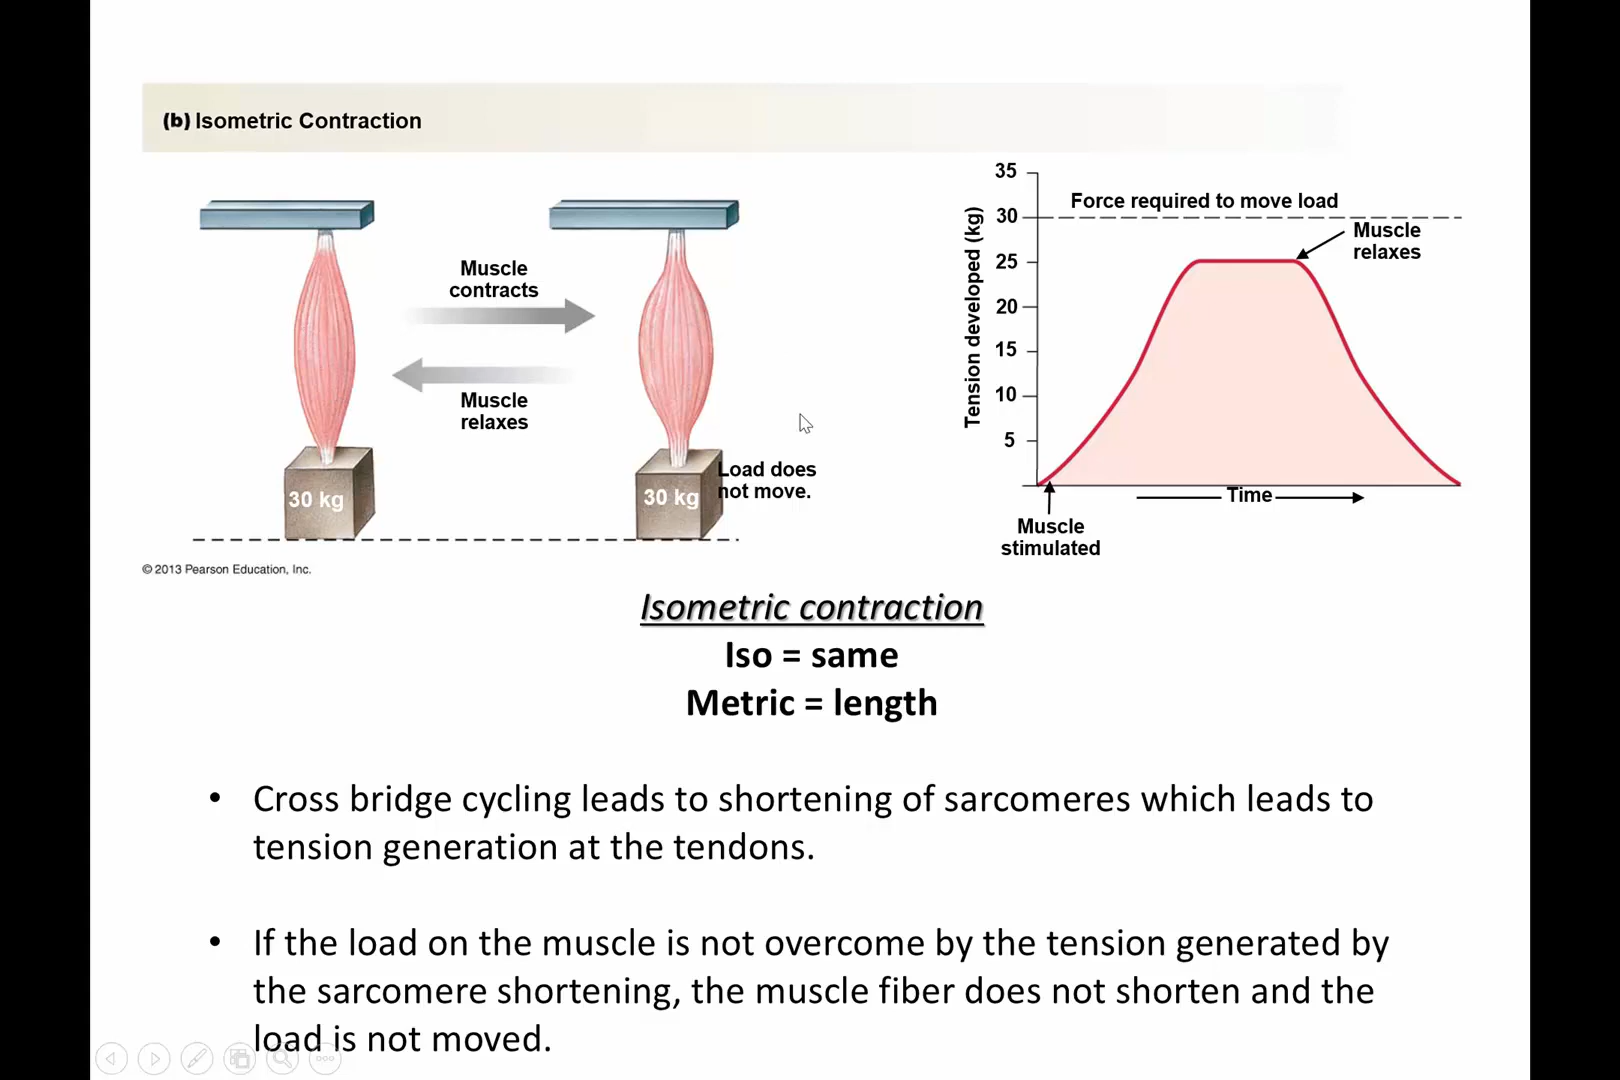 (b) Isometric Contraction
Muscle
contracts
Muscle
relaxes
30 kg
30 kg
Load does
not move.
© 2013 Pearson Education, Inc.
Tension developed (kg)
35
30
25
20
15
10
5
Force required to move load
Muscle
relaxes
Time
Muscle
stimulated
Isometric contraction
Iso = same
Metric = length
• Cross bridge cycling leads to shortening of sarcomeres which leads to
tension generation at the tendons.
• If the load on the muscle is not overcome by the tension generated by
the sarcomere shortening, the muscle fiber does not shorten and the
load is not moved.